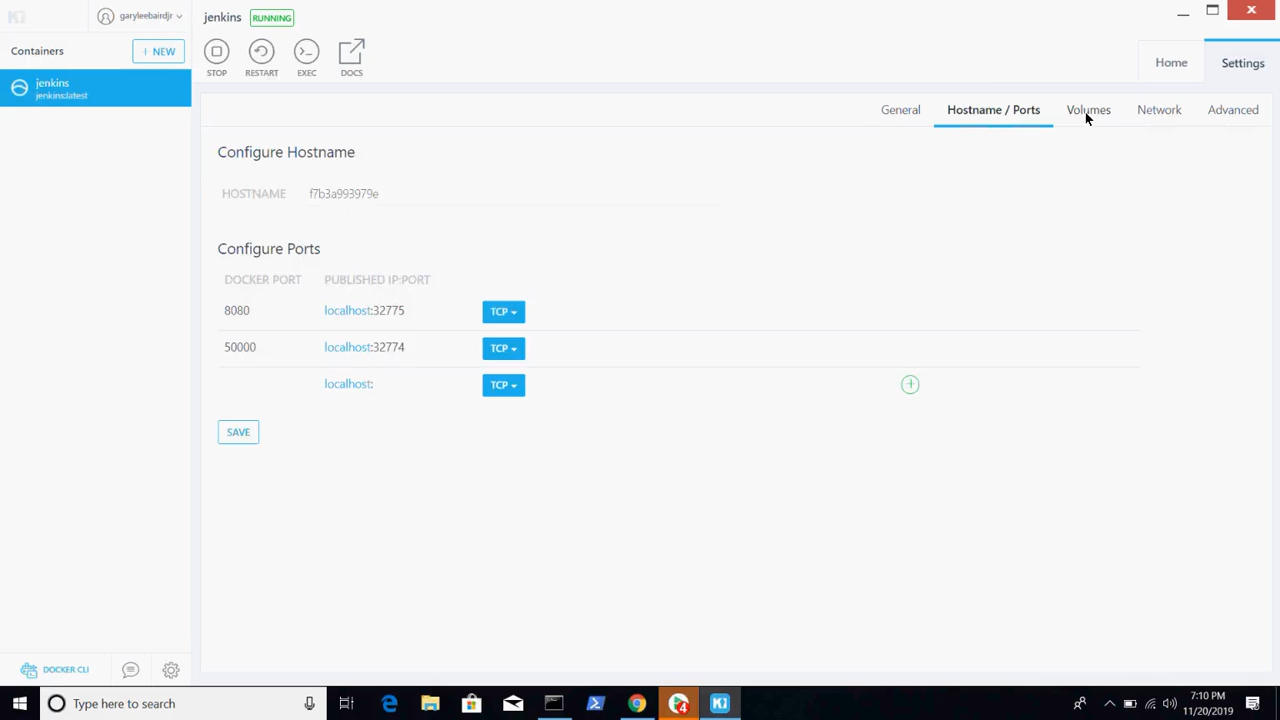 garyleebairdjr
jenkins RUNNING
Containers
+ NEW
jenkins
jenkins:latest
STOP
RESTART
EXEC
DOCS
Home
Settings
General
Hostname / Ports
Volumes
Network
Advanced
Configure Hostname
HOSTNAME f7b3a993979e
Configure Ports
DOCKER PORT PUBLISHED IP:PORT
8080 localhost:32775 TCP
50000 localhost:32774 TCP
localhost: TCP
SAVE
DOCKER CLI
Type here to search
4
7:10 PM
11/20/2019